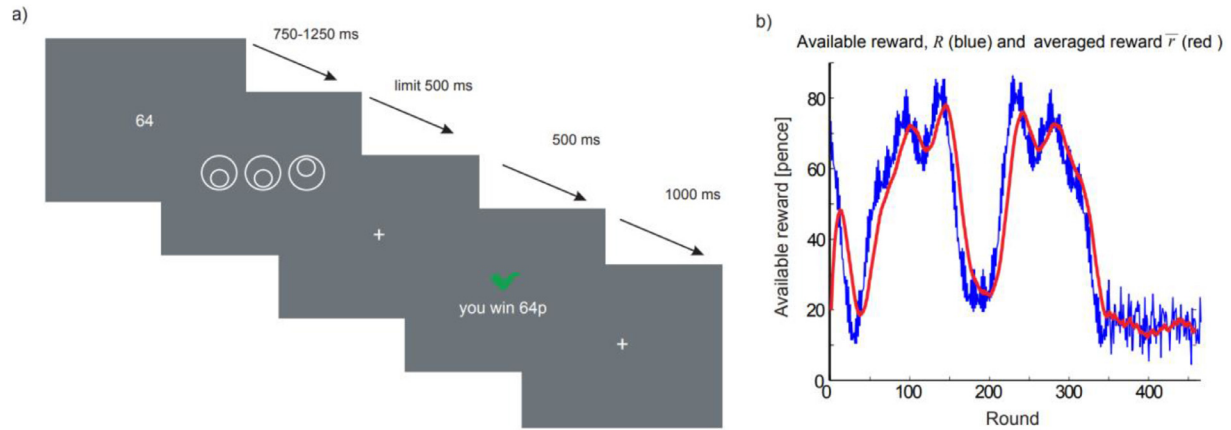 a)
750-1250 ms
limit 500 ms
500 ms
1000 ms
64
+
you win 64p
+
b)
Available reward, R (blue) and averaged reward r̅ (red )
Available reward [pence]
80
60
40
20
0
100
200
300
400
Round